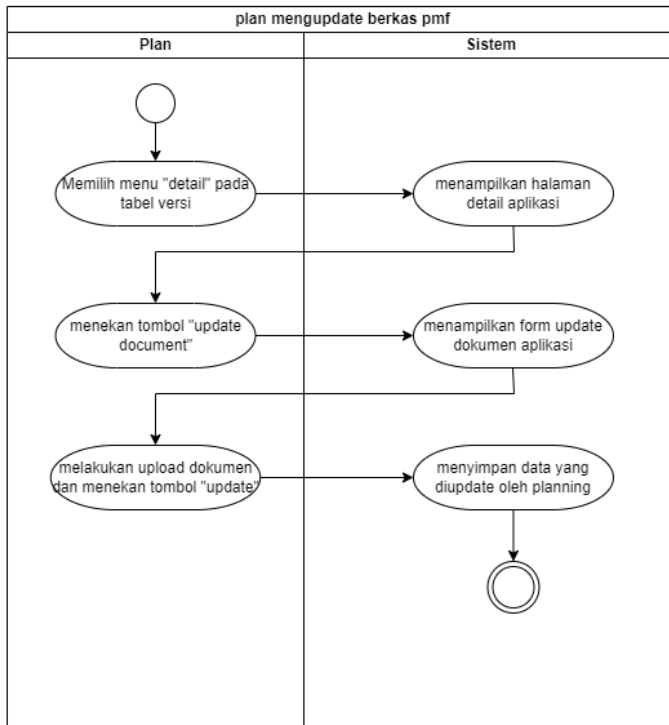 plan mengupdate berkas pmf
Plan
Sistem
Memilih menu "detail" pada
tabel versi
menampilkan halaman
detail aplikasi
menekan tombol "update
document"
menampilkan form update
dokumen aplikasi
melakukan upload dokumen
dan menekan tombol "update"
menyimpan data yang
diupdate oleh planning